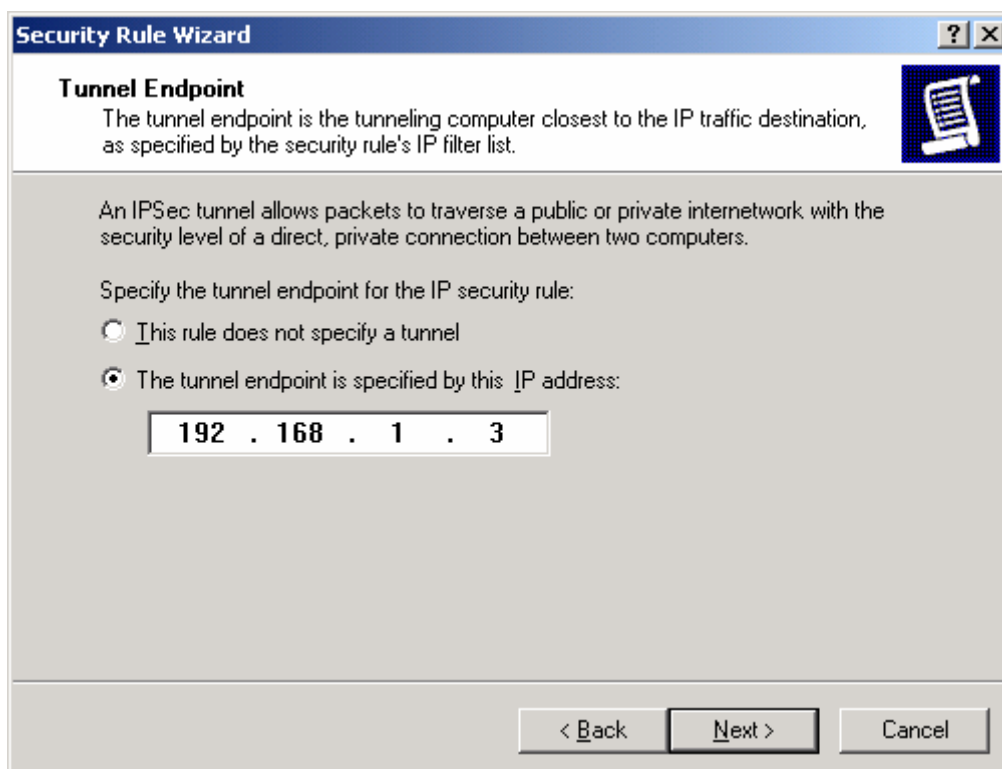 Security Rule Wizard
Tunnel Endpoint
The tunnel endpoint is the tunneling computer closest to the IP traffic destination,
as specified by the security rule's IP filter list.
An IPSec tunnel allows packets to traverse a public or private internetwork with the
security level of a direct, private connection between two computers.
Specify the tunnel endpoint for the IP security rule:
This rule does not specify a tunnel
The tunnel endpoint is specified by this IP address:
192 . 168 . 1 . 3
< Back Next > Cancel